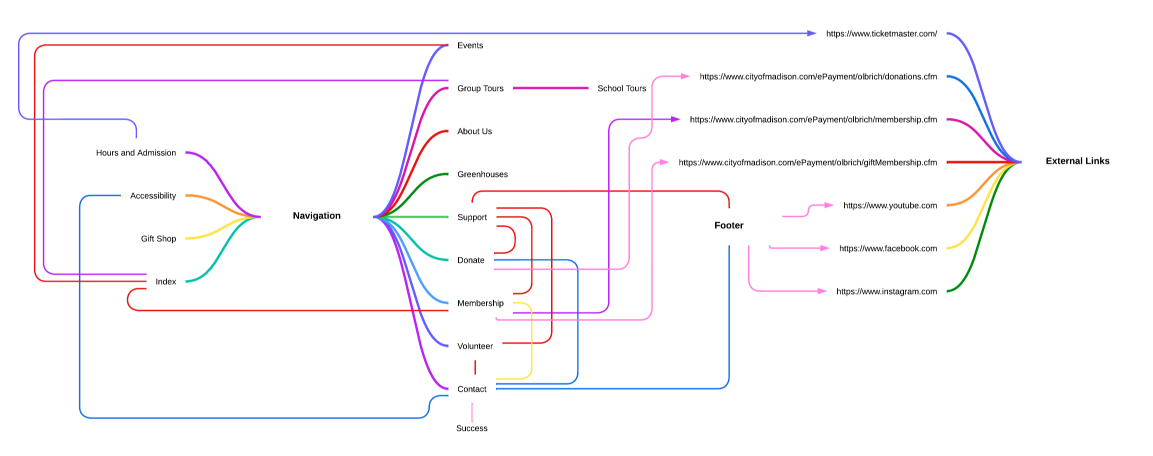 https://www.ticketmaster.com/
Events
https://www.cityofmadison.com/ePayment/olbrich/donations.cfm
Group Tours
School Tours
https://www.cityofmadison.com/ePayment/olbrich/membership.cfm
About Us
Hours and Admission
https://www.cityofmadison.com/ePayment/olbrich/giftMembership.cfm
External Links
Greenhouses
Accessibility
https://www.youtube.com
Navigation
Support
Footer
Gift Shop
https://www.facebook.com
Donate
Index
https://www.instagram.com
Membership
Volunteer
Contact
Success